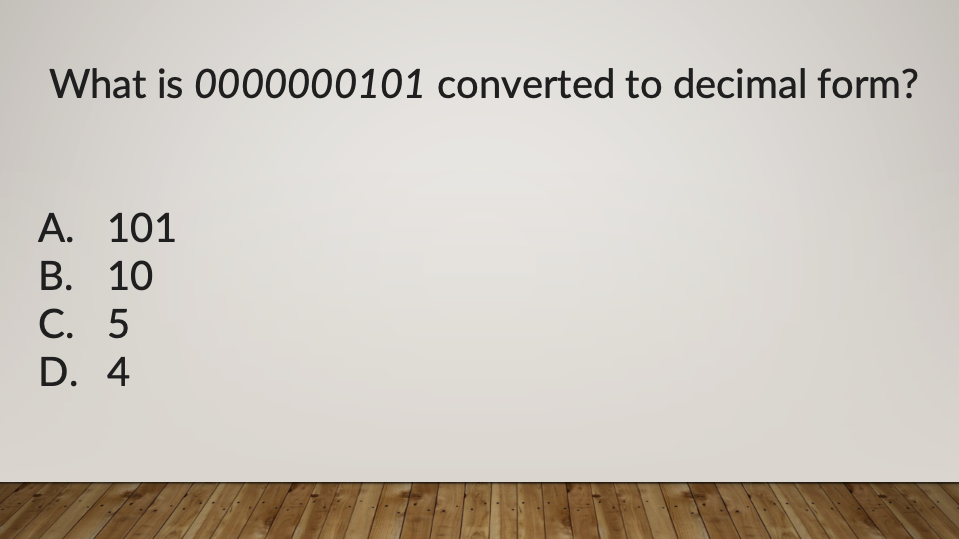 What is 0000000101 converted to decimal form?
A. 101
B. 10
C. 5
D. 4